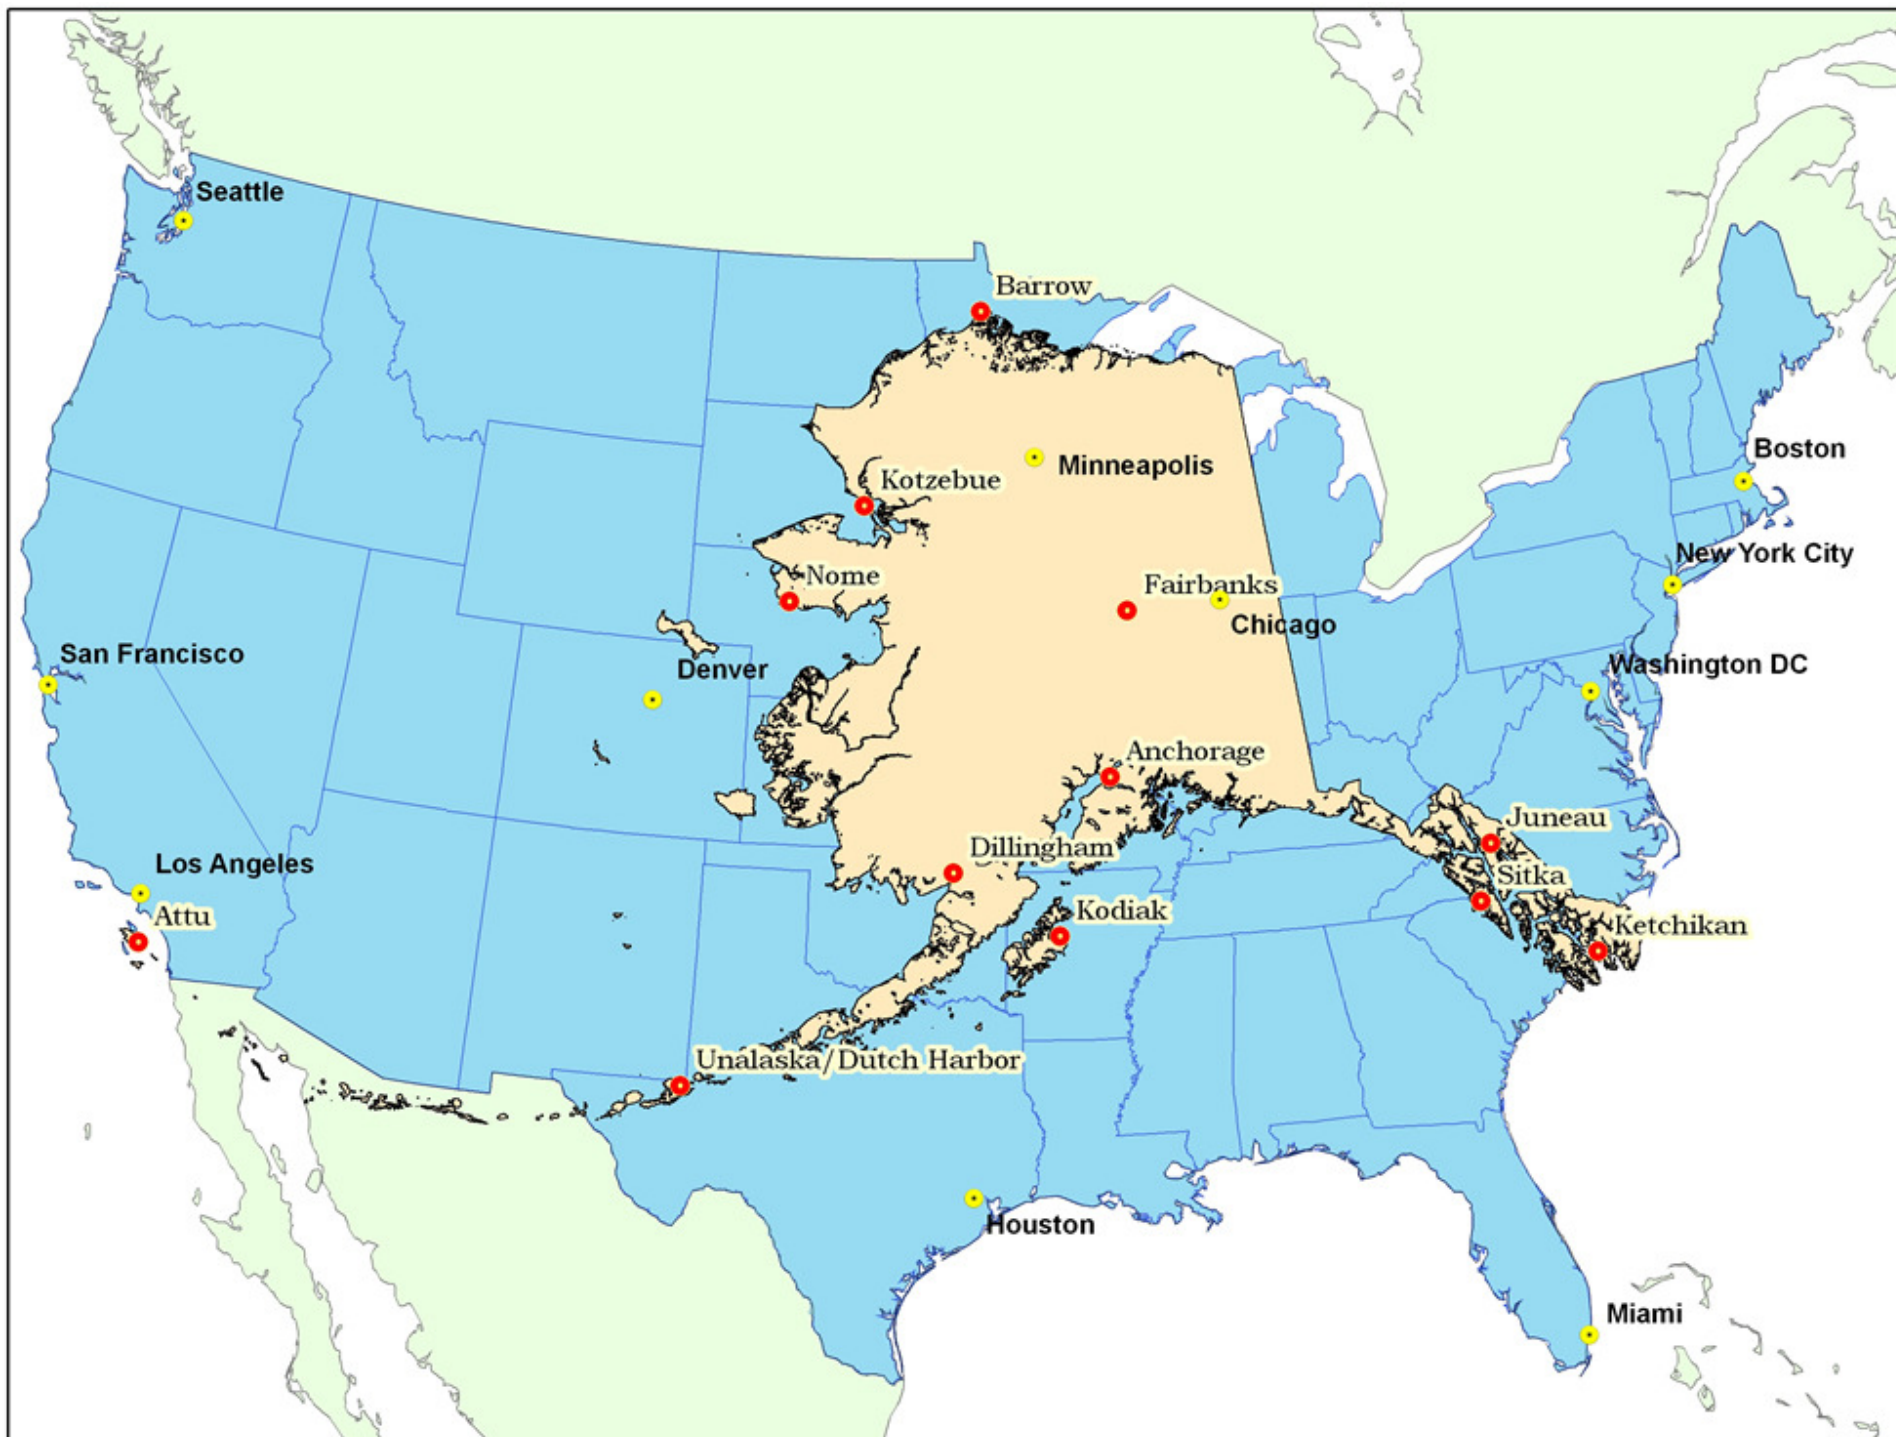 Seattle
Barrow
Boston
Minneapolis
Kotzebue
New York City
Nome
Fairbanks
Chicago
San Francisco
Denver
Washington DC
Anchorage
Juneau
Dillingham
Los Angeles
Sitka
Attu
Kodiak
Ketchikan
Unalaska/Dutch Harbor
Houston
Miami